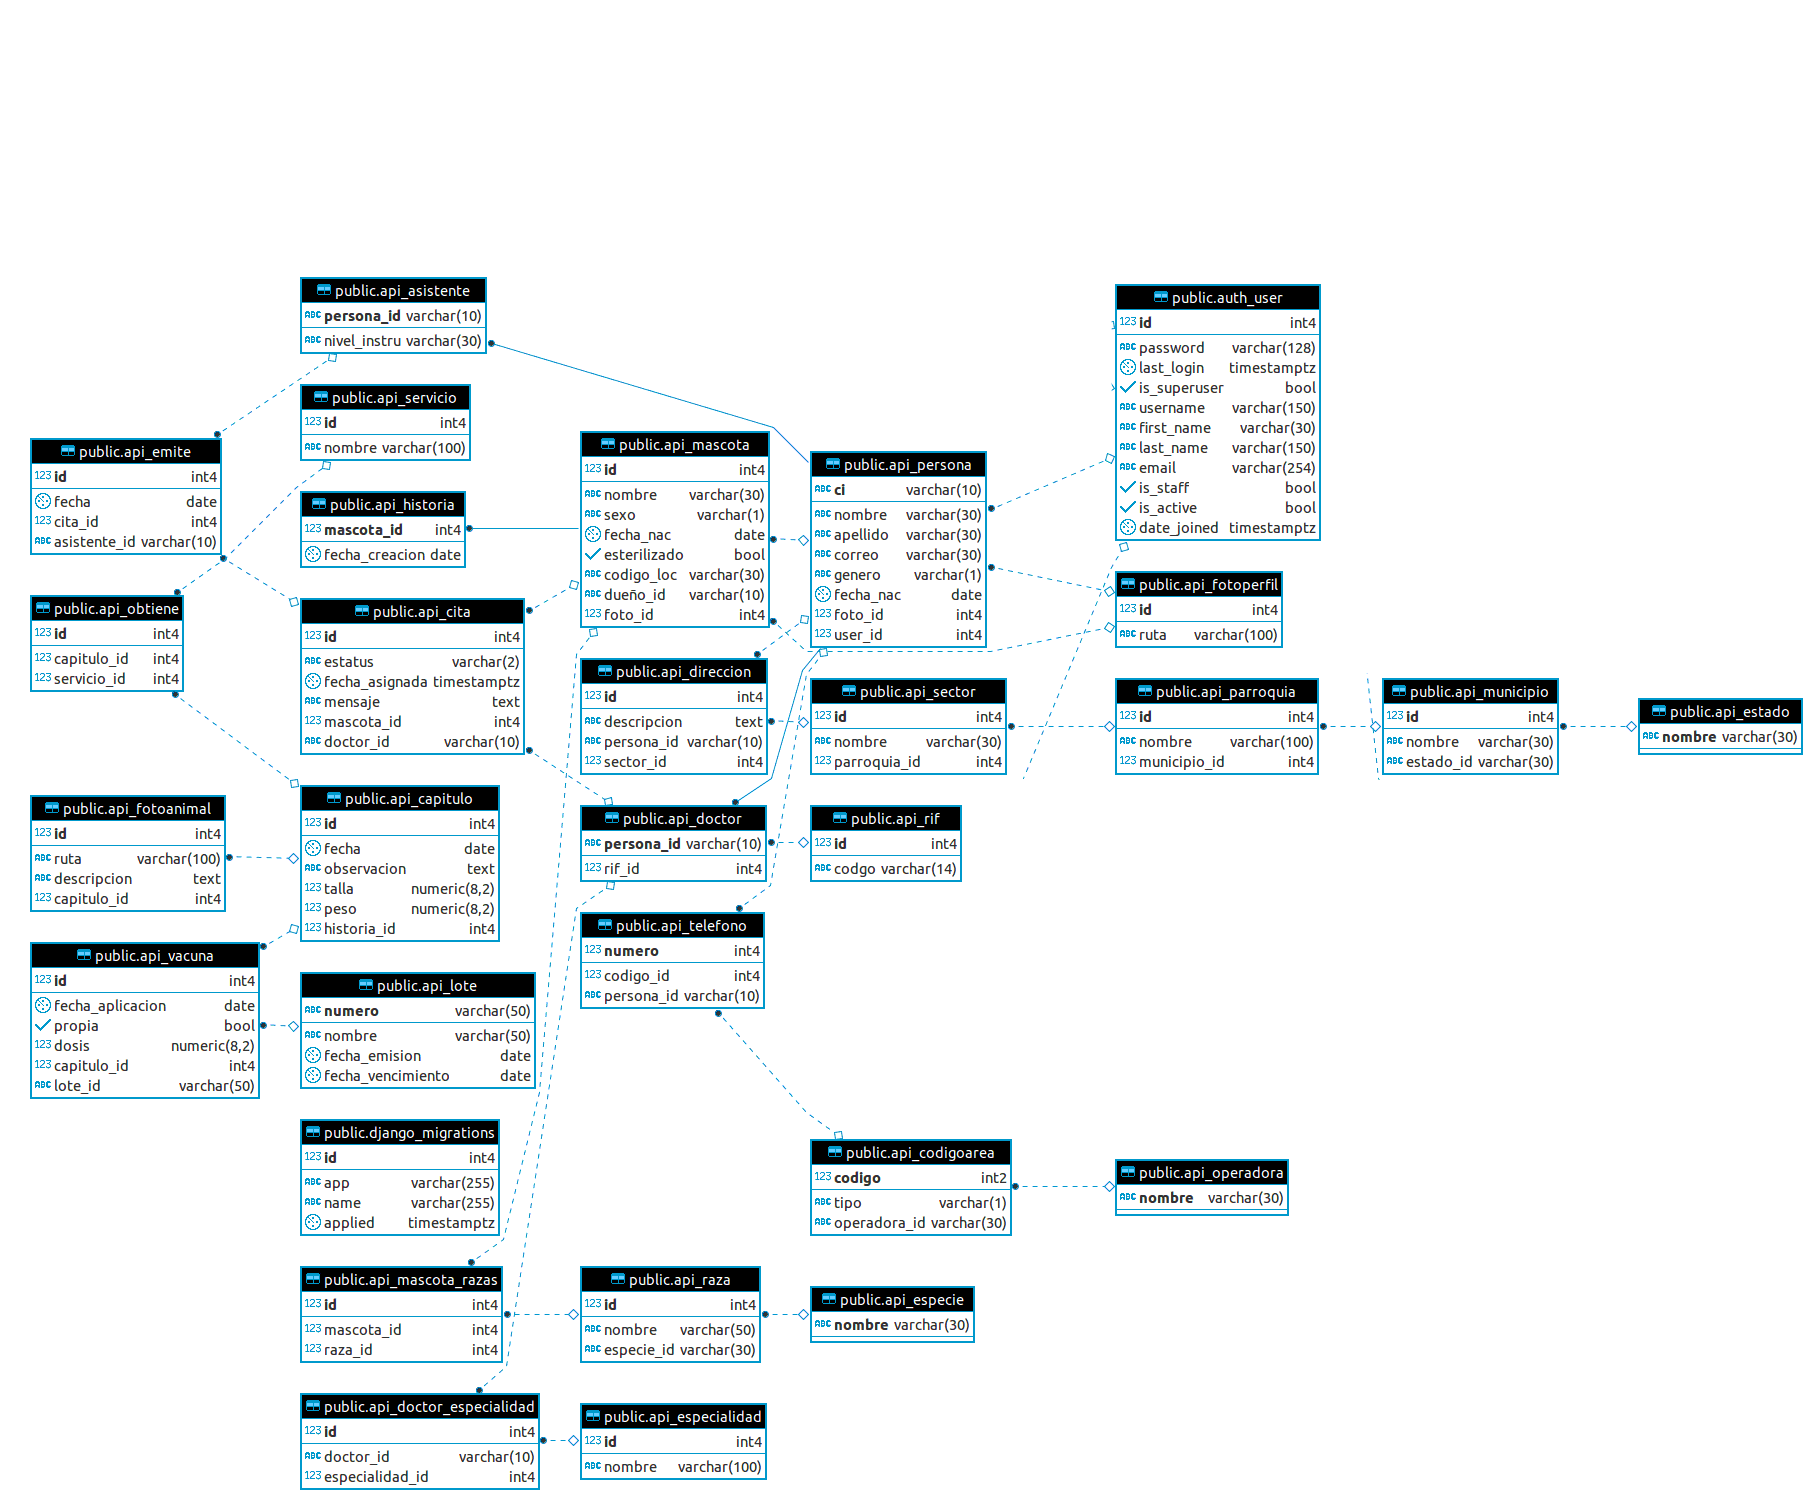 public.api_asistente
persona_id varchar(10)
nivel_instru varchar(30)
public.auth_user
id int4
password varchar(128)
last_login timestamptz
is_superuser bool
username varchar(150)
first_name varchar(30)
last_name varchar(150)
email varchar(254)
is_staff bool
is_active bool
date_joined timestamptz
public.api_servicio
id int4
nombre varchar(100)
public.api_emite
id int4
fecha date
cita_id int4
asistente_id varchar(10)
public.api_mascota
id int4
nombre varchar(30)
sexo varchar(1)
fecha_nac date
esterilizado bool
codigo_loc varchar(30)
dueño_id varchar(10)
foto_id int4
public.api_persona
ci varchar(10)
nombre varchar(30)
apellido varchar(30)
correo varchar(30)
genero varchar(1)
fecha_nac date
foto_id int4
user_id int4
public.api_historia
mascota_id int4
fecha_creacion date
public.api_fotoperfil
id int4
ruta varchar(100)
public.api_obtiene
id int4
capitulo_id int4
servicio_id int4
public.api_cita
id int4
estatus varchar(2)
fecha_asignada timestamptz
mensaje text
mascota_id int4
doctor_id varchar(10)
public.api_direccion
id int4
descripcion text
persona_id varchar(10)
sector_id int4
public.api_sector
id int4
nombre varchar(30)
parroquia_id int4
public.api_parroquia
id int4
nombre varchar(100)
municipio_id int4
public.api_municipio
id int4
nombre varchar(30)
estado_id varchar(30)
public.api_estado
nombre varchar(30)
public.api_fotoanimal
id int4
ruta varchar(100)
descripcion text
capitulo_id int4
public.api_capitulo
id int4
fecha date
observacion text
talla numeric(8,2)
peso numeric(8,2)
historia_id int4
public.api_doctor
persona_id varchar(10)
rif_id int4
public.api_rif
id int4
codgo varchar(14)
public.api_telefono
numero int4
codigo_id int4
persona_id varchar(10)
public.api_vacuna
id int4
fecha_aplicacion date
propia bool
dosis numeric(8,2)
capitulo_id int4
lote_id varchar(50)
public.api_lote
numero varchar(50)
nombre varchar(50)
fecha_emision date
fecha_vencimiento date
public.django_migrations
id int4
app varchar(255)
name varchar(255)
applied timestamptz
public.api_codigoarea
codigo int2
tipo varchar(1)
operadora_id varchar(30)
public.api_operadora
nombre varchar(30)
public.api_mascota_razas
id int4
mascota_id int4
raza_id int4
public.api_raza
id int4
nombre varchar(50)
especie_id varchar(30)
public.api_especie
nombre varchar(30)
public.api_doctor_especialidad
id int4
doctor_id varchar(10)
especialidad_id int4
public.api_especialidad
id int4
nombre varchar(100)